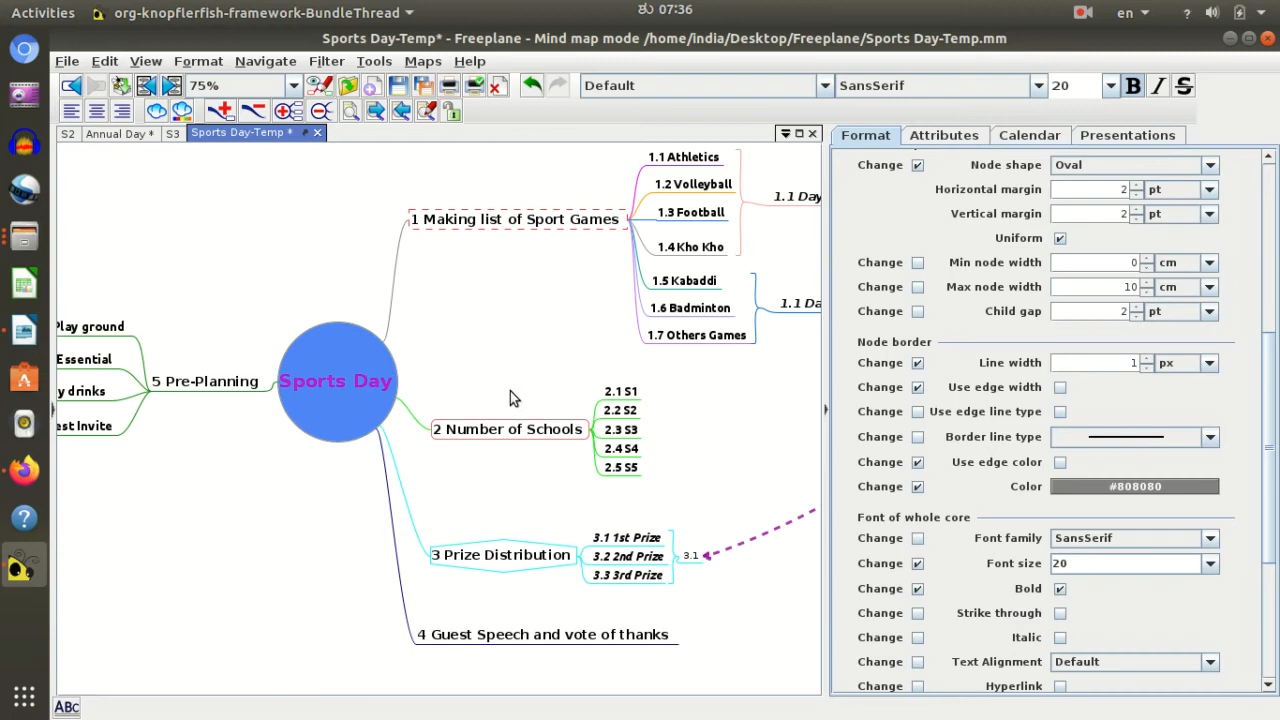 Activities org-knopflerfish-framework-BundleThread 07:36 en ?
Sports Day-Temp* - Freeplane - Mind map mode /home/india/Desktop/Freeplane/Sports Day-Temp.mm
File Edit View Format Navigate Filter Tools Maps Help
75% Default SansSerif 20 B I S
S2 Annual Day * S3 Sports Day-Temp *
Format Attributes Calendar Presentations
1 Making list of Sport Games
1.1 Athletics
1.2 Volleyball
1.3 Football
1.4 Kho Kho
1.5 Kabaddi
1.6 Badminton
1.7 Others Games
1.1 Day
1.1 Da
Play ground
Essential
y drinks
est Invite
5 Pre-Planning
Sports Day
2 Number of Schools
2.1 S1
2.2 S2
2.3 S3
2.4 S4
2.5 S5
3 Prize Distribution
3.1 1st Prize
3.2 2nd Prize
3.3 3rd Prize
3.1
4 Guest Speech and vote of thanks
Change Node shape Oval
Horizontal margin 2 pt
Vertical margin 2 pt
Uniform
Change Min node width 0 cm
Change Max node width 10 cm
Change Child gap 2 pt
Node border
Change Line width 1 px
Change Use edge width
Change Use edge line type
Change Border line type
Change Use edge color
Change Color #808080
Font of whole core
Change Font family SansSerif
Change Font size 20
Change Bold
Change Strike through
Change Italic
Change Text Alignment Default
Change Hyperlink
ABC